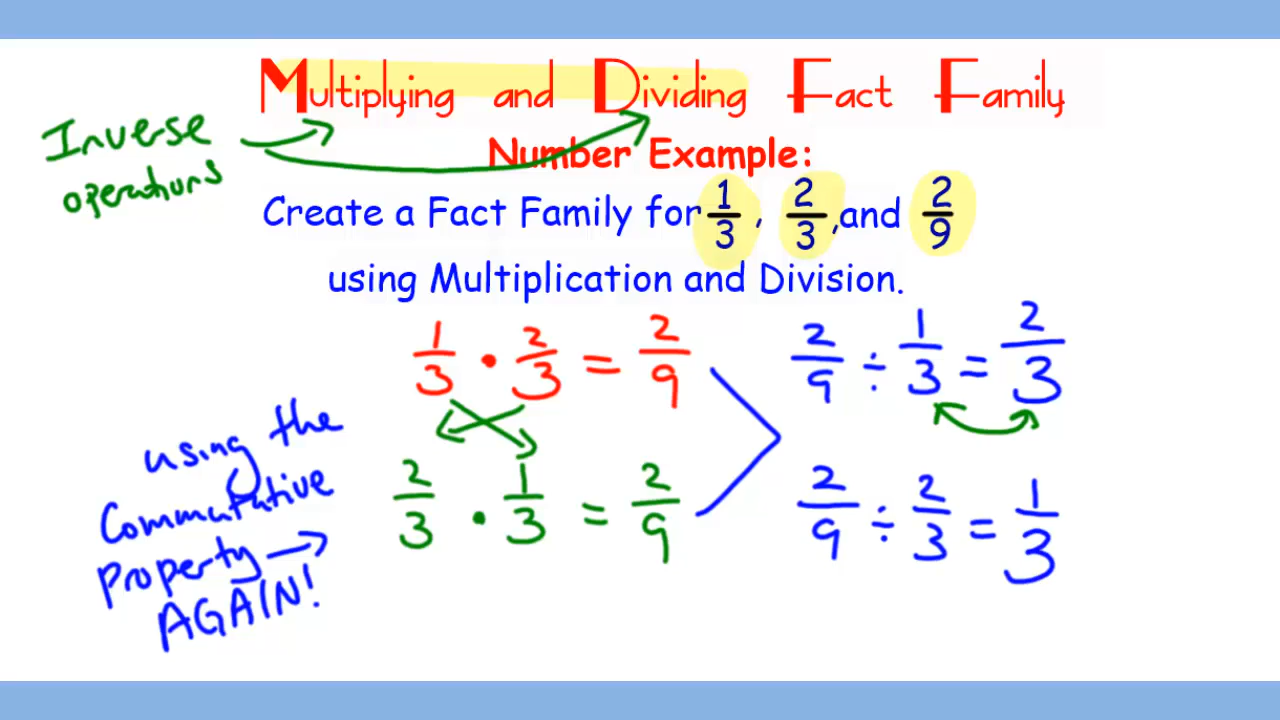 Multiplying and Dividing Fact Family
Inverse
operations
Number Example:
Create a Fact Family for 1/3, 2/3, and 2/9
using Multiplication and Division.
1/3 • 2/3 = 2/9
2/9 ÷ 1/3 = 2/3
using the
Commutative
Property →
AGAIN!
2/3 • 1/3 = 2/9
2/9 ÷ 2/3 = 1/3